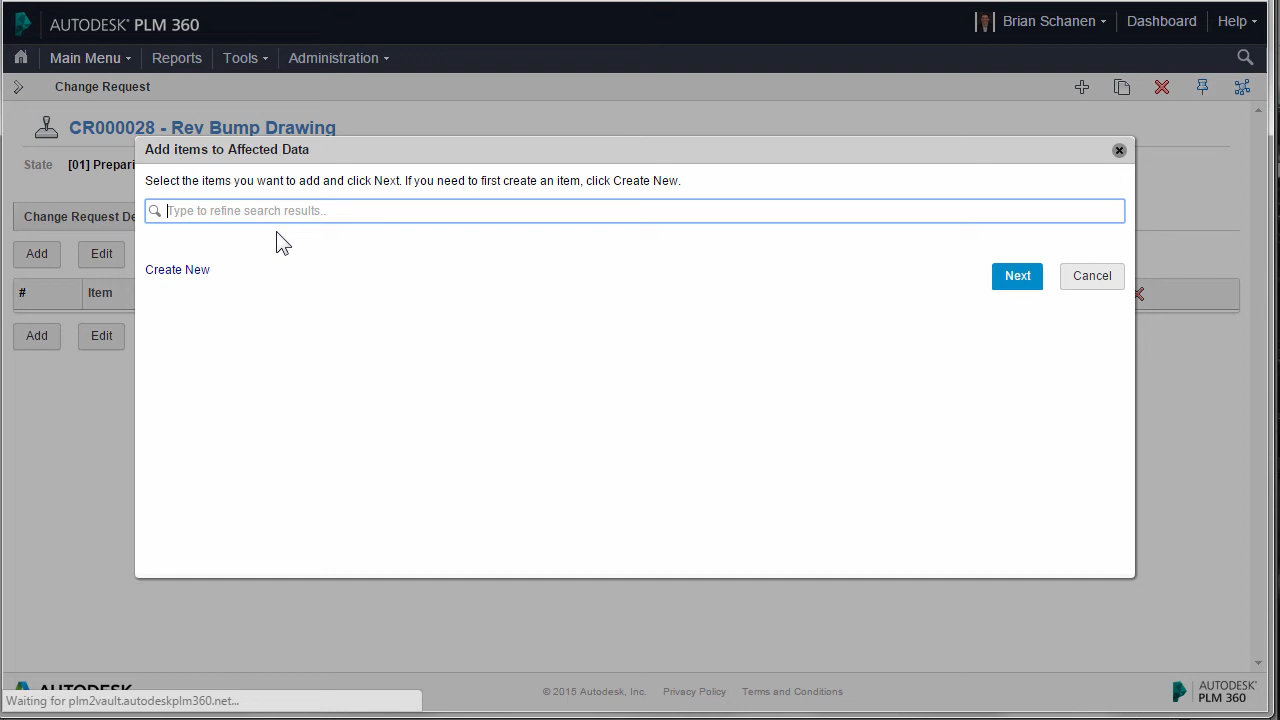 AUTODESK® PLM 360
Brian Schanen
Dashboard
Help
Main Menu
Reports
Tools
Administration
Change Request
CR000028 - Rev Bump Drawing
State
[01] Prepari
Add items to Affected Data
Select the items you want to add and click Next. If you need to first create an item, click Create New.
Type to refine search results..
Change Request De
Add
Edit
Create New
Next
Cancel
#
Item
Add
Edit
AUTODESK
Waiting for plm2vault.autodeskplm360.net...
© 2015 Autodesk, Inc.
Privacy Policy
Terms and Conditions
AUTODESK®
PLM 360